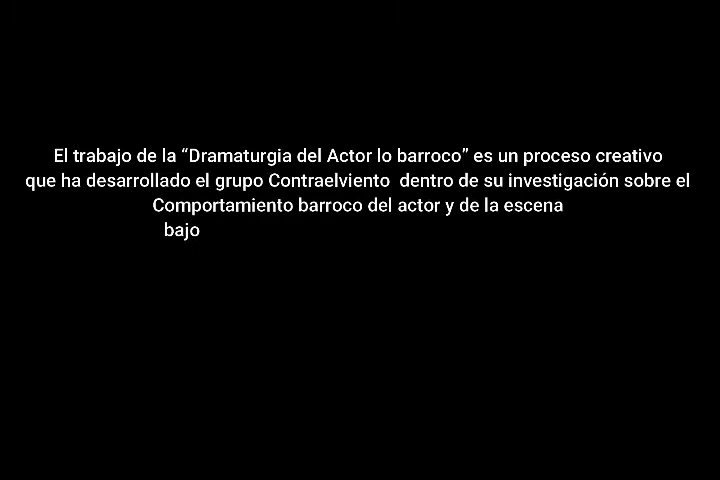 El trabajo de la “Dramaturgia del Actor lo barroco” es un proceso creativo
que ha desarrollado el grupo Contraelviento dentro de su investigación sobre el
Comportamiento barroco del actor y de la escena
bajo